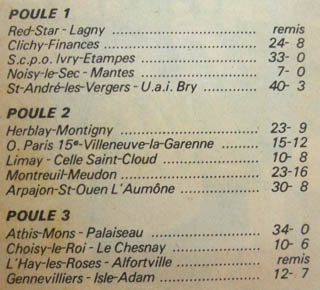 POULE 1
Red-Star - Lagny ........................ remis
Clichy-Finances ........................ 24- 8
S.c.p.o. Ivry-Etampes ........................ 33- 0
Noisy-le-Sec - Mantes ........................ 7- 0
St-André-les-Vergers - U.a.i. Bry ............ 40- 3
POULE 2
Herblay-Montigny ........................ 23- 9
O. Paris 15e-Villeneuve-la-Garenne ....... 15-12
Limay - Celle Saint-Cloud ................. 10- 8
Montreuil-Meudon ........................ 23-16
Arpajon-St-Ouen L'Aumône ................. 30- 8
POULE 3
Athis-Mons - Palaiseau ................... 34- 0
Choisy-le-Roi - Le Chesnay ................ 10- 6
L'Hay-les-Roses - Alfortville ............... remis
Gennevilliers - Isle-Adam ................. 12- 7